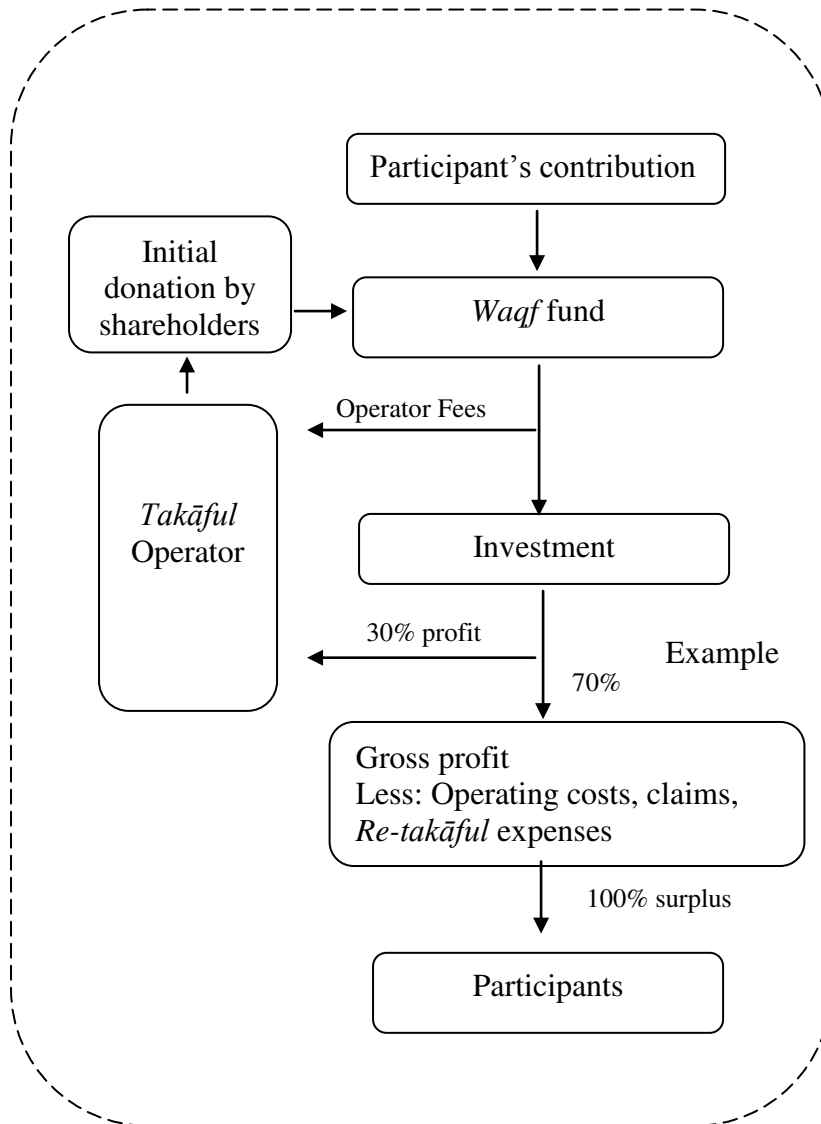 Participant’s contribution
Initial
donation by
shareholders
Waqf fund
Operator Fees
Takāful
Operator
Investment
30% profit
Example
70%
Gross profit
Less: Operating costs, claims,
Re-takāful expenses
100% surplus
Participants